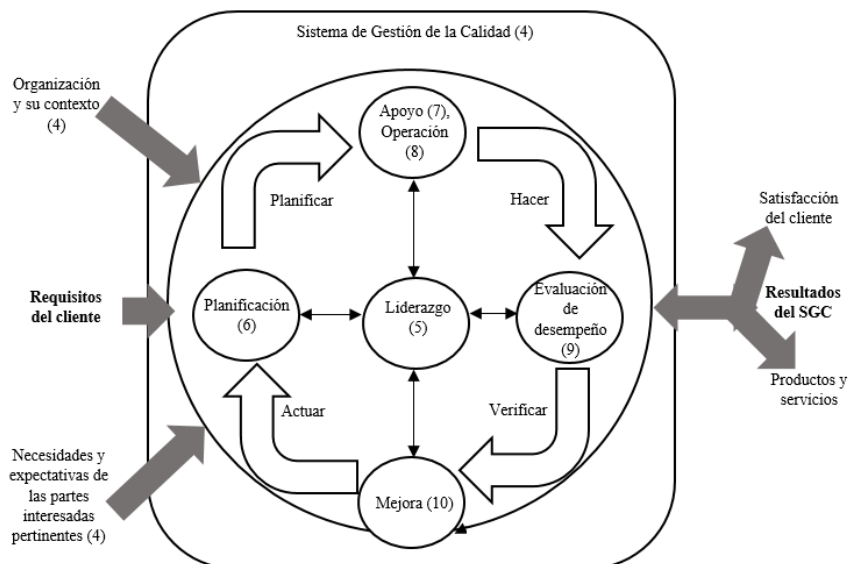 Sistema de Gestión de la Calidad (4)
Organización
y su contexto
(4)
Apoyo (7),
Operación
(8)
Planificar
Hacer
Satisfacción
del cliente
Requisitos
del cliente
Planificación
(6)
Liderazgo
(5)
Evaluación
de
desempeño
(9)
Resultados
del SGC
Productos y
servicios
Actuar
Verificar
Necesidades y
expectativas de
las partes
interesadas
pertinentes (4)
Mejora (10)